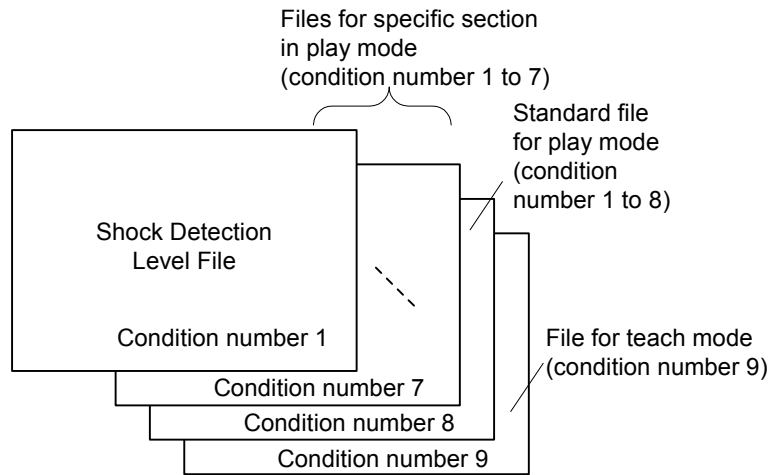 Files for specific section
in play mode
(condition number 1 to 7)
Standard file
for play mode
(condition
number 1 to 8)
Shock Detection
Level File
Condition number 1
File for teach mode
(condition number 9)
Condition number 7
Condition number 8
Condition number 9